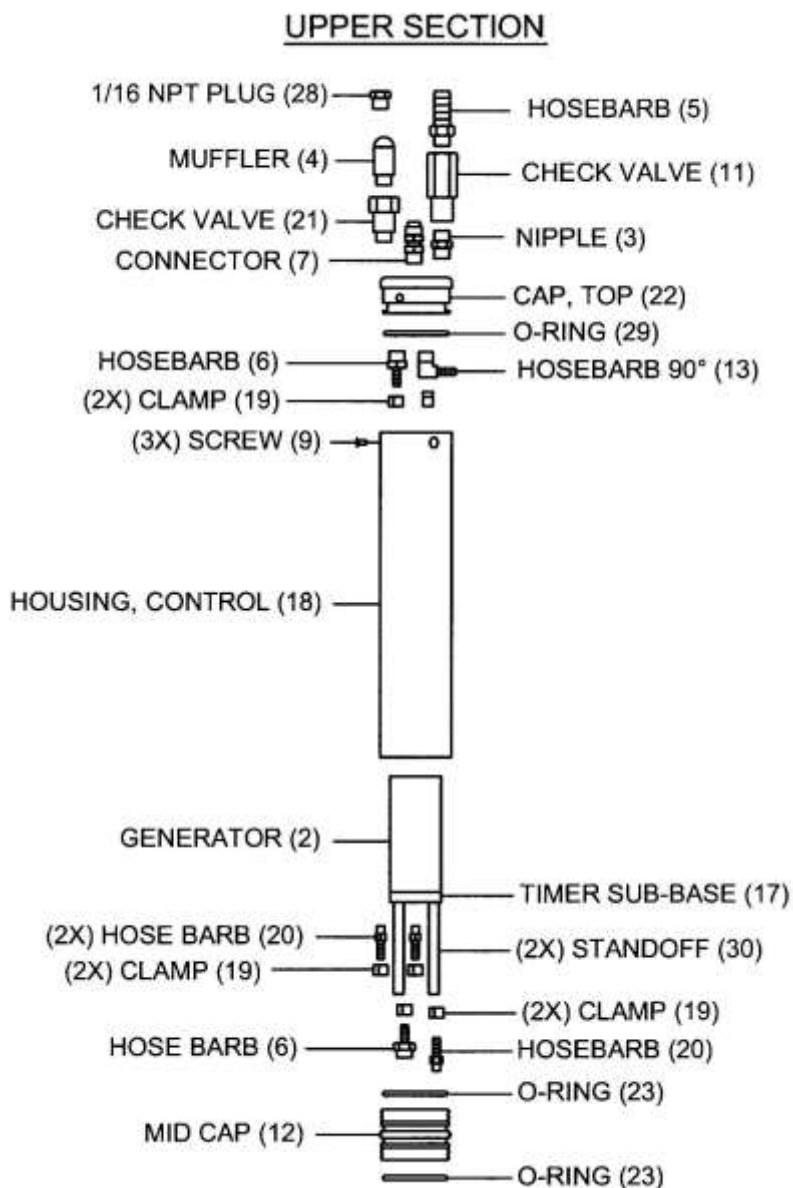 UPPER SECTION
1/16 NPT PLUG (28)
HOSEBARB (5)
MUFFLER (4)
CHECK VALVE (11)
CHECK VALVE (21)
NIPPLE (3)
CONNECTOR (7)
CAP, TOP (22)
O-RING (29)
HOSEBARB (6)
HOSEBARB 90° (13)
(2X) CLAMP (19)
(3X) SCREW (9)
HOUSING, CONTROL (18)
GENERATOR (2)
TIMER SUB-BASE (17)
(2X) HOSE BARB (20)
(2X) STANDOFF (30)
(2X) CLAMP (19)
(2X) CLAMP (19)
HOSE BARB (6)
HOSEBARB (20)
O-RING (23)
MID CAP (12)
O-RING (23)